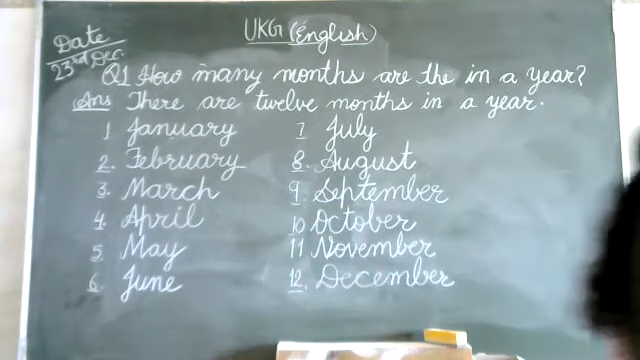 UKG (English)
Date
23rd Dec.
Q1 How many months are the in a year?
Ans There are twelve months in a year.
1 January
2. February
3. March
4. April
5. May
6. June
7 July
8. August
9. September
10 October
11 November
12. December